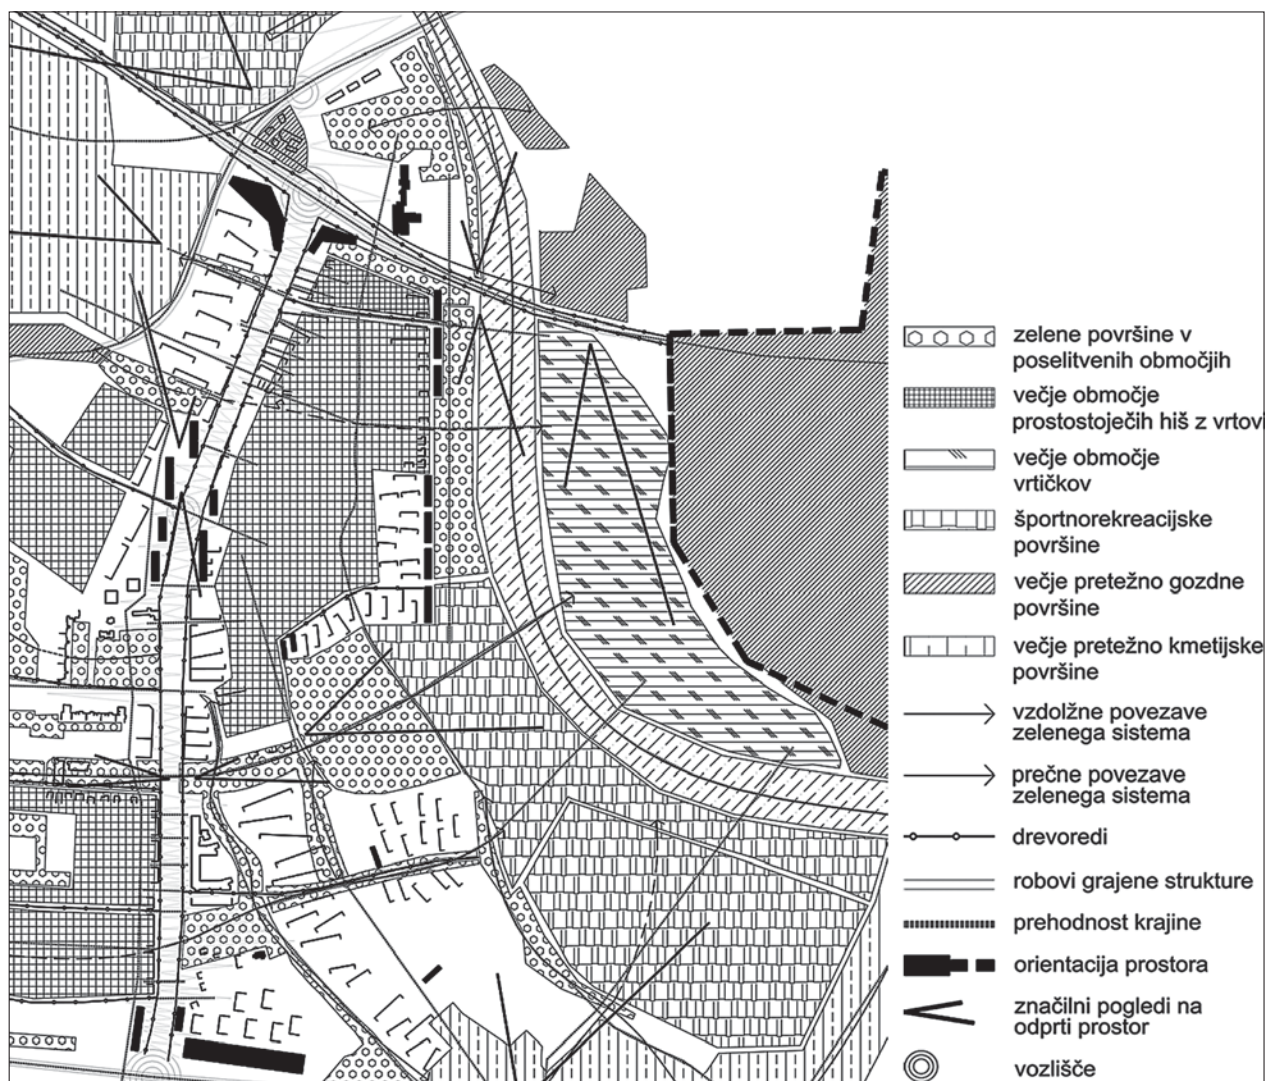 zelene površine v
poselitvenih območjih
večje območje
prostostoječih hiš z vrtovi
večje območje
vrtičkov
športnorekreacijske
površine
večje pretežno gozdne
površine
večje pretežno kmetijske
površine
vzdolžne povezave
zelenega sistema
prečne povezave
zelenega sistema
drevoredi
robovi grajene strukture
prehodnost krajine
orientacija prostora
značilni pogledi na
odprti prostor
vozlišče